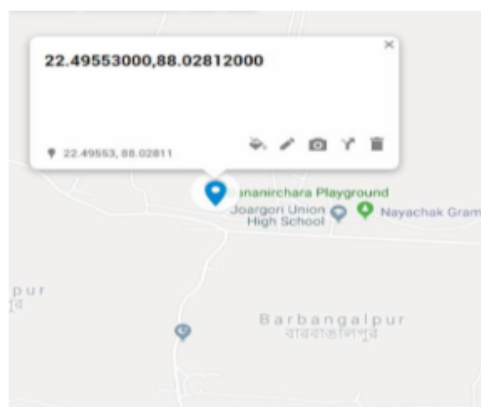 22.49553000,88.02812000
22.49553, 88.02811
ananirchara Playground
Joargori Union
High School
Nayachak Gram
pur
পুর
Barbangalpur
বারবাঙালপুর